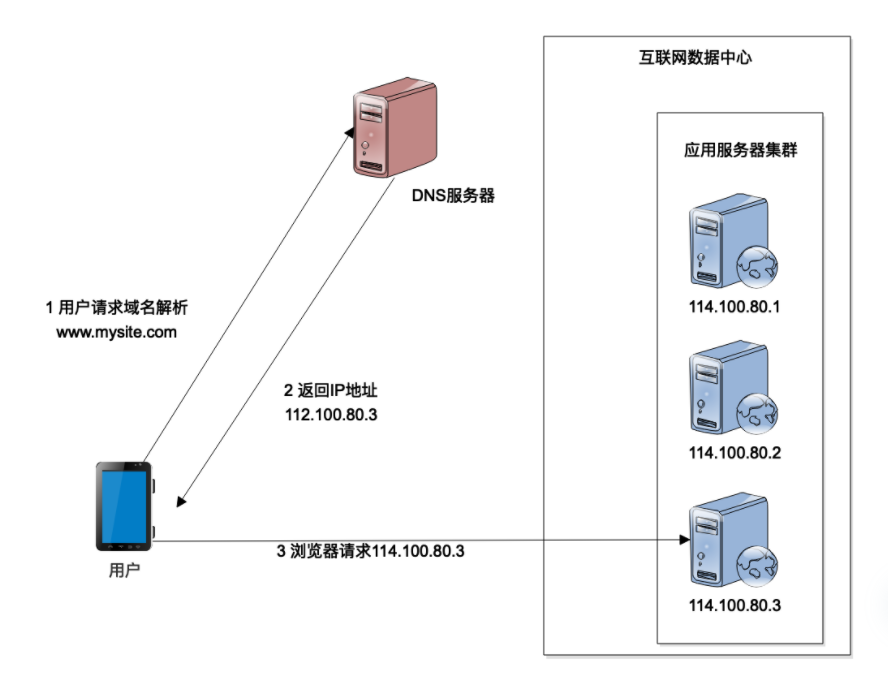 互联网数据中心
应用服务器集群
DNS服务器
114.100.80.1
1 用户请求域名解析
www.mysite.com
2 返回IP地址
112.100.80.3
114.100.80.2
3 浏览器请求114.100.80.3
用户
114.100.80.3